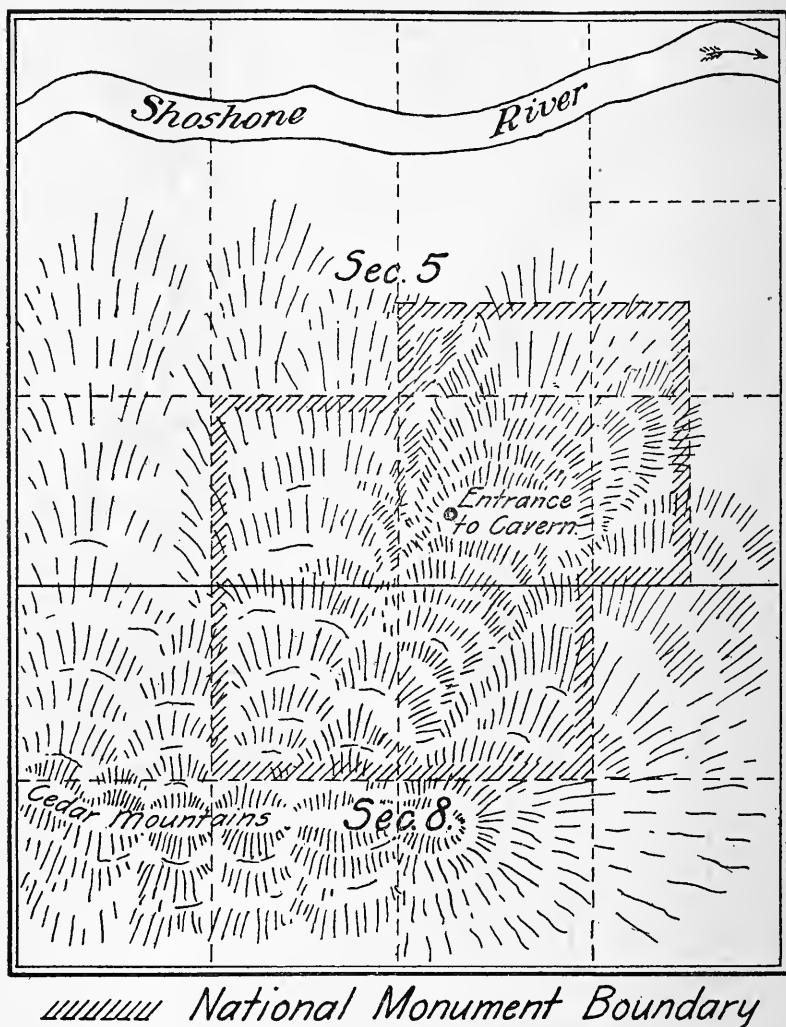 Shoshone River
Sec. 5
Entrance
to Cavern
Cedar Mountains
Sec. 8.
National Monument Boundary